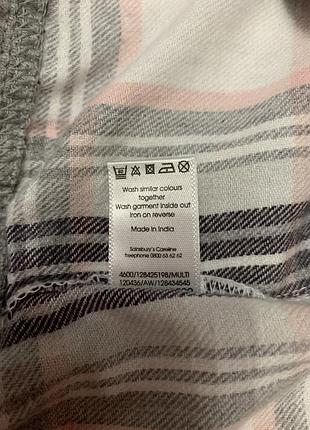 Wash similar colours
together
Wash garment inside out
Iron on reverse
Made in India
Sainsbury's Careline
freephone 0800 63 62 62
4600/128425198/MULTI
120436/AW/128434545